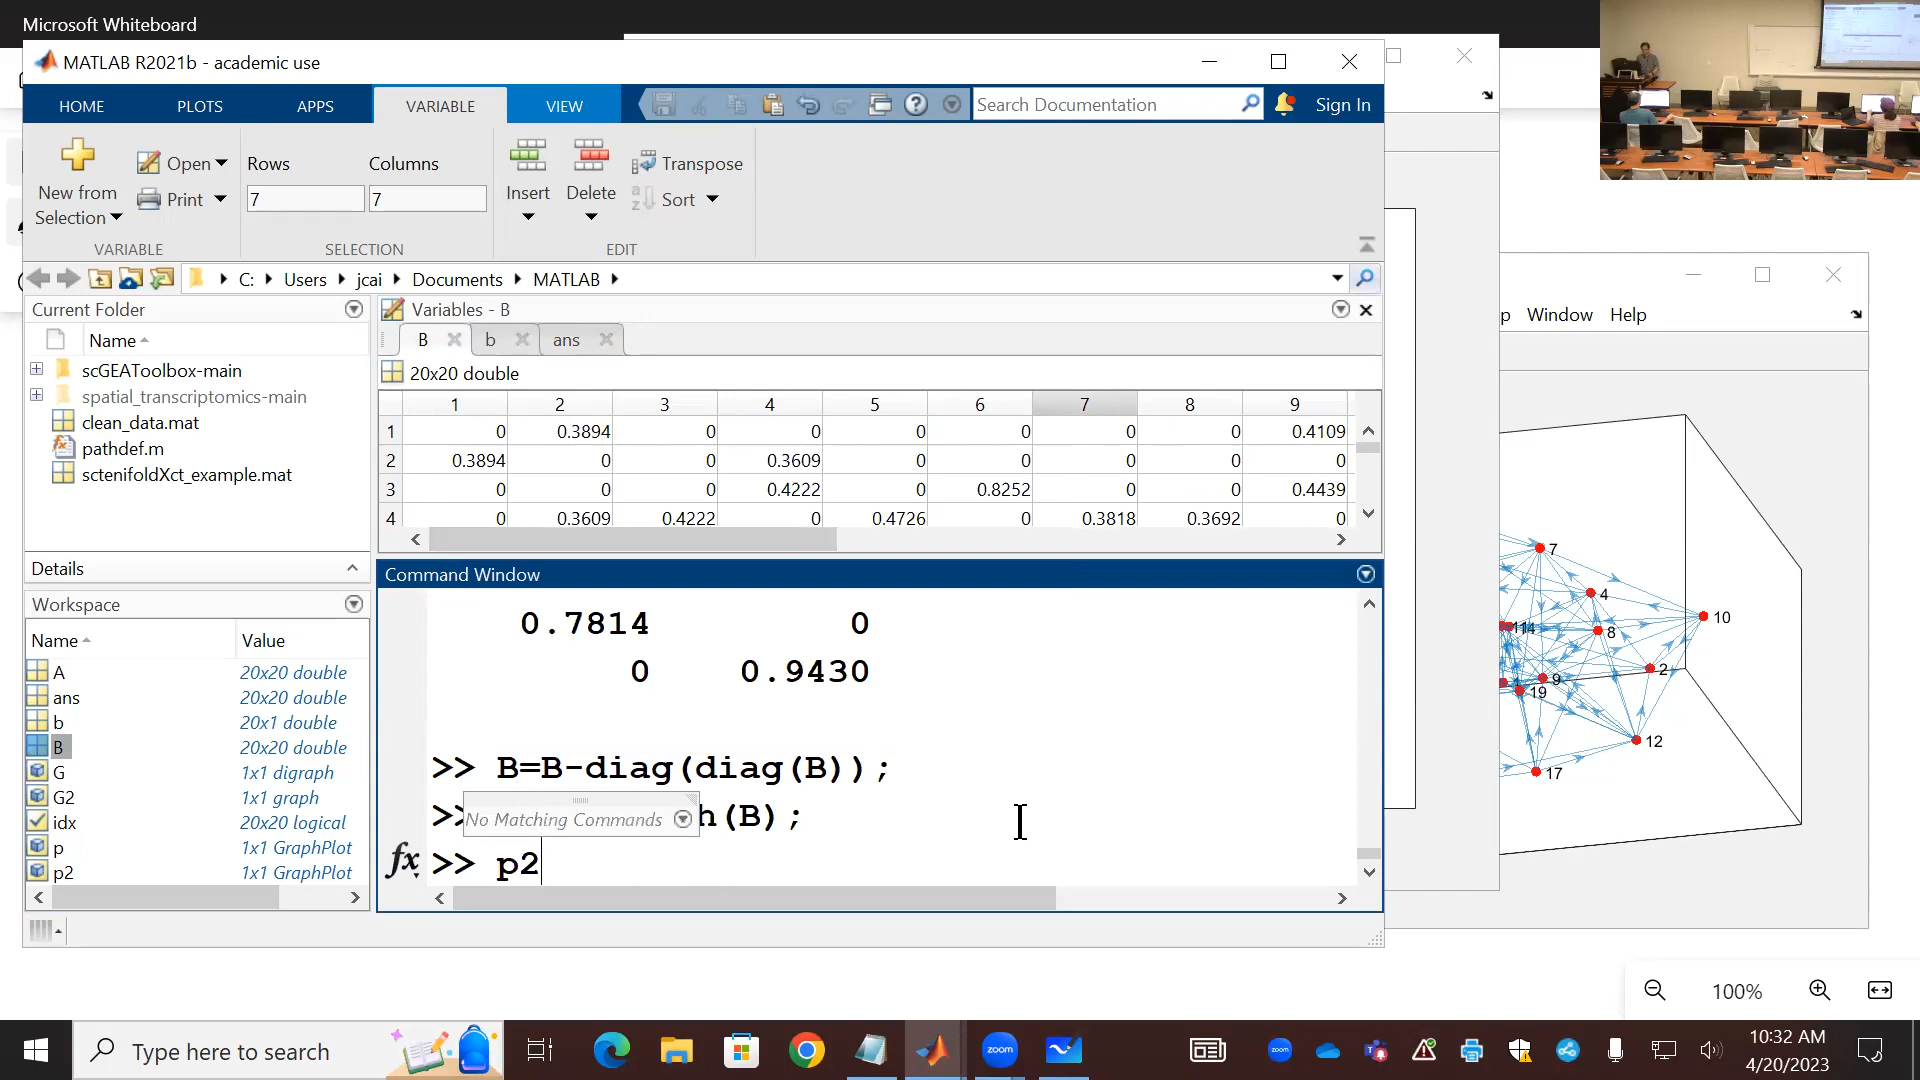 Microsoft Whiteboard
MATLAB R2021b - academic use
HOME PLOTS APPS VARIABLE VIEW
Search Documentation
Sign In
New from
Selection
Open
Print
Rows Columns
7 7
Insert
Delete
Transpose
Sort
VARIABLE SELECTION EDIT
C: Users jcai Documents MATLAB
Current Folder
Name
scGEAToolbox-main
spatial_transcriptomics-main
clean_data.mat
pathdef.m
sctenifoldXct_example.mat
Details
Workspace
Name Value
A 20x20 double
ans 20x20 double
b 20x1 double
B 20x20 double
G 1x1 digraph
G2 1x1 graph
idx 20x20 logical
p 1x1 GraphPlot
p2 1x1 GraphPlot
Variables - B
B b ans
20x20 double
1 2 3 4 5 6 7 8 9
1 0 0.3894 0 0 0 0 0 0 0.4109
2 0.3894 0 0 0.3609 0 0 0 0 0
3 0 0 0 0.4222 0 0.8252 0 0 0.4439
4 0 0.3609 0.4222 0 0.4726 0 0.3818 0.3692 0
Command Window
0.7814 0
0 0.9430
>> B=B-diag(diag(B));
>> h(B);
No Matching Commands
fx >> p2
p Window Help
7
4
10
14
8
2
9
19
12
17
100%
Type here to search
zoom
zoom
10:32 AM
4/20/2023